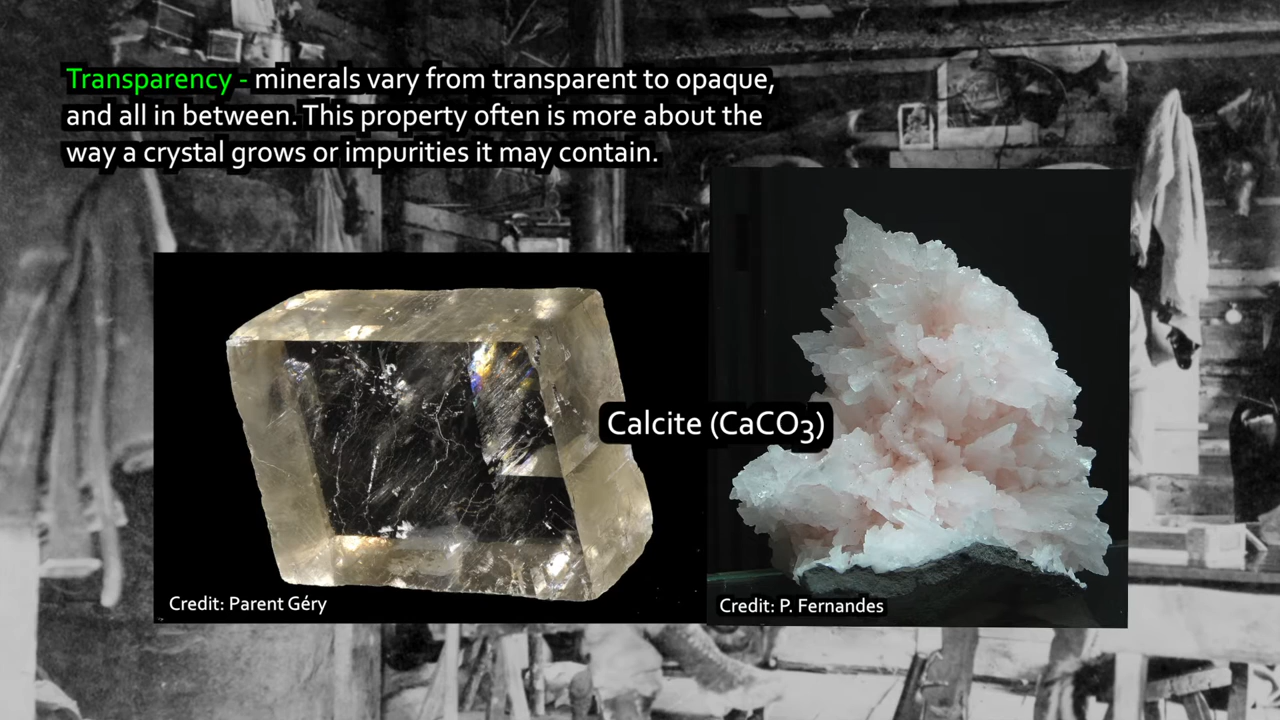 Transparency - minerals vary from transparent to opaque,
and all in between. This property often is more about the
way a crystal grows or impurities it may contain.
Calcite (CaCO3)
Credit: Parent Géry
Credit: P. Fernandes